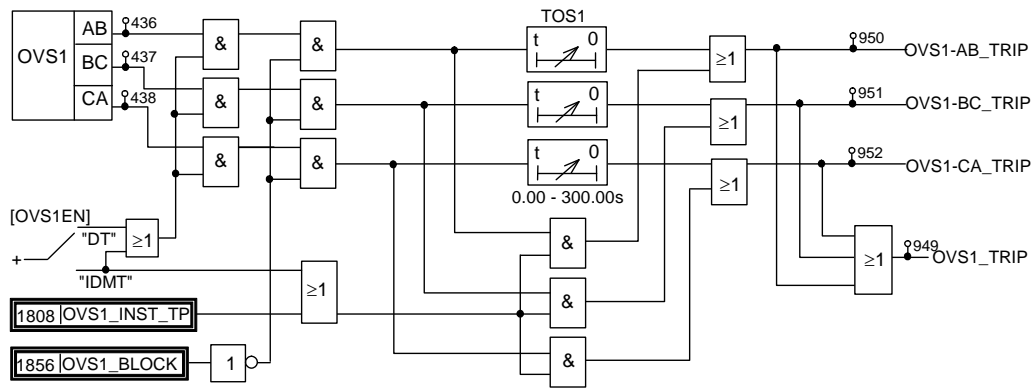 TOS1
OVS1
AB
436
&
&
t
0
≥1
950
OVS1-AB_TRIP
BC
437
&
&
t
0
≥1
951
OVS1-BC_TRIP
CA
438
&
&
t
0
≥1
952
OVS1-CA_TRIP
0.00 - 300.00s
[OVS1EN]
+
"DT"
≥1
&
≥1
949
OVS1_TRIP
"IDMT"
≥1
&
1808
OVS1_INST_TP
1856
OVS1_BLOCK
1
&